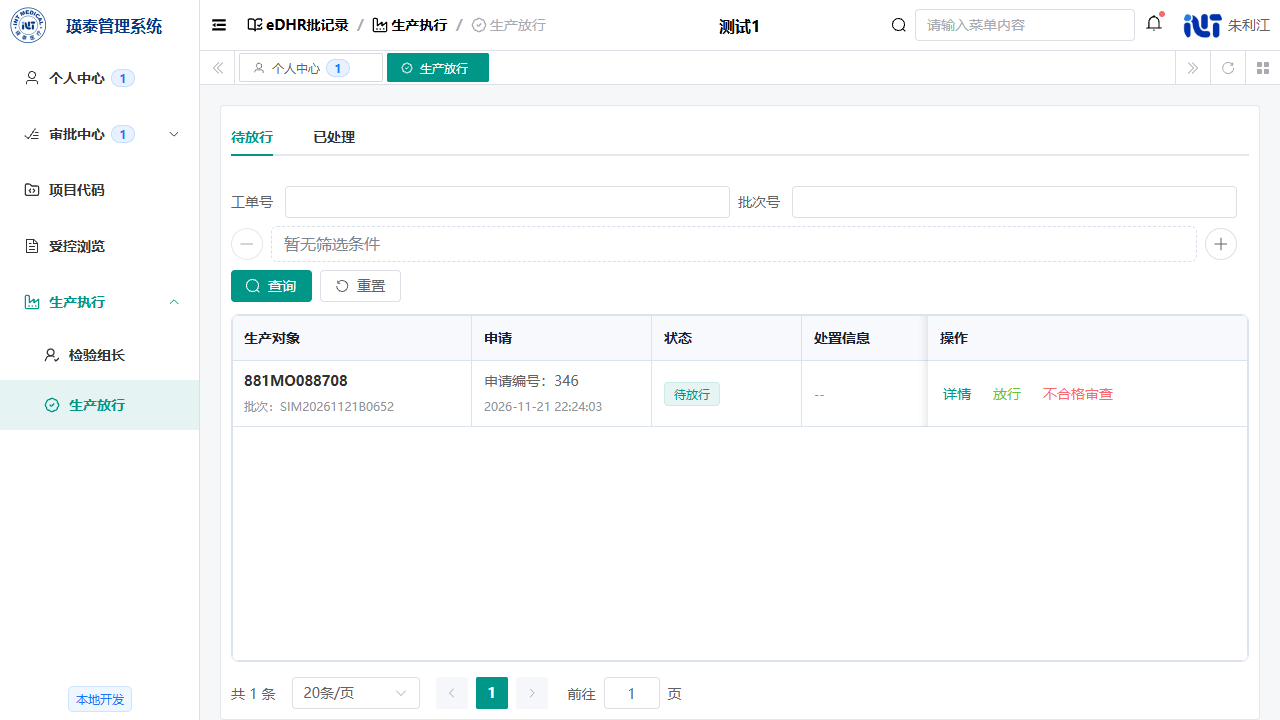 瑛泰管理系统
eDHR批记录 / 生产执行 / 生产放行
测试1
请输入菜单内容
朱利江
个人中心 1
审批中心 1
项目代码
受控浏览
生产执行
检验组长
生产放行
本地开发
个人中心 1
生产放行
待放行 已处理
工单号
批次号
暂无筛选条件
查询 重置
生产对象 申请 状态 处置信息 操作
881MO088708
批次：SIM20261121B0652
申请编号：346
2026-11-21 22:24:03
待放行
--
详情 放行 不合格审查
共 1 条 20条/页 1 前往 1 页